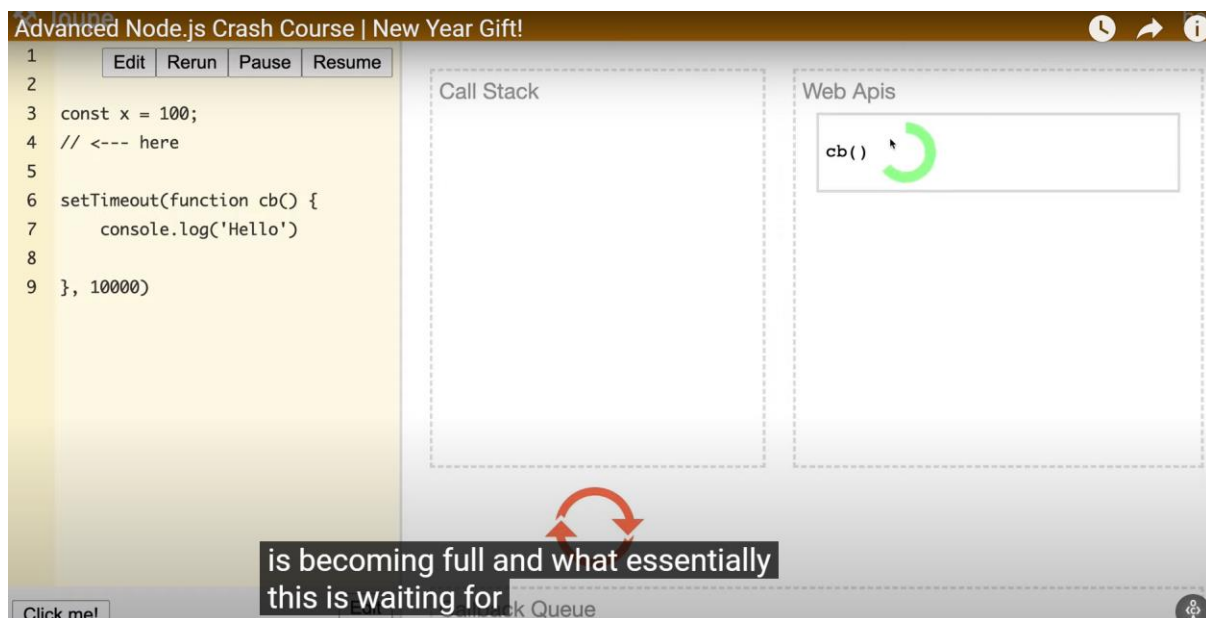 Advanced Node.js Crash Course | New Year Gift!
Edit Rerun Pause Resume
1
2
3 const x = 100;
4 // <--- here
5
6 setTimeout(function cb() {
7 console.log('Hello')
8
9 }, 10000)
Call Stack
Web Apis
cb()
is becoming full and what essentially
this is waiting for
Queue
Click me!